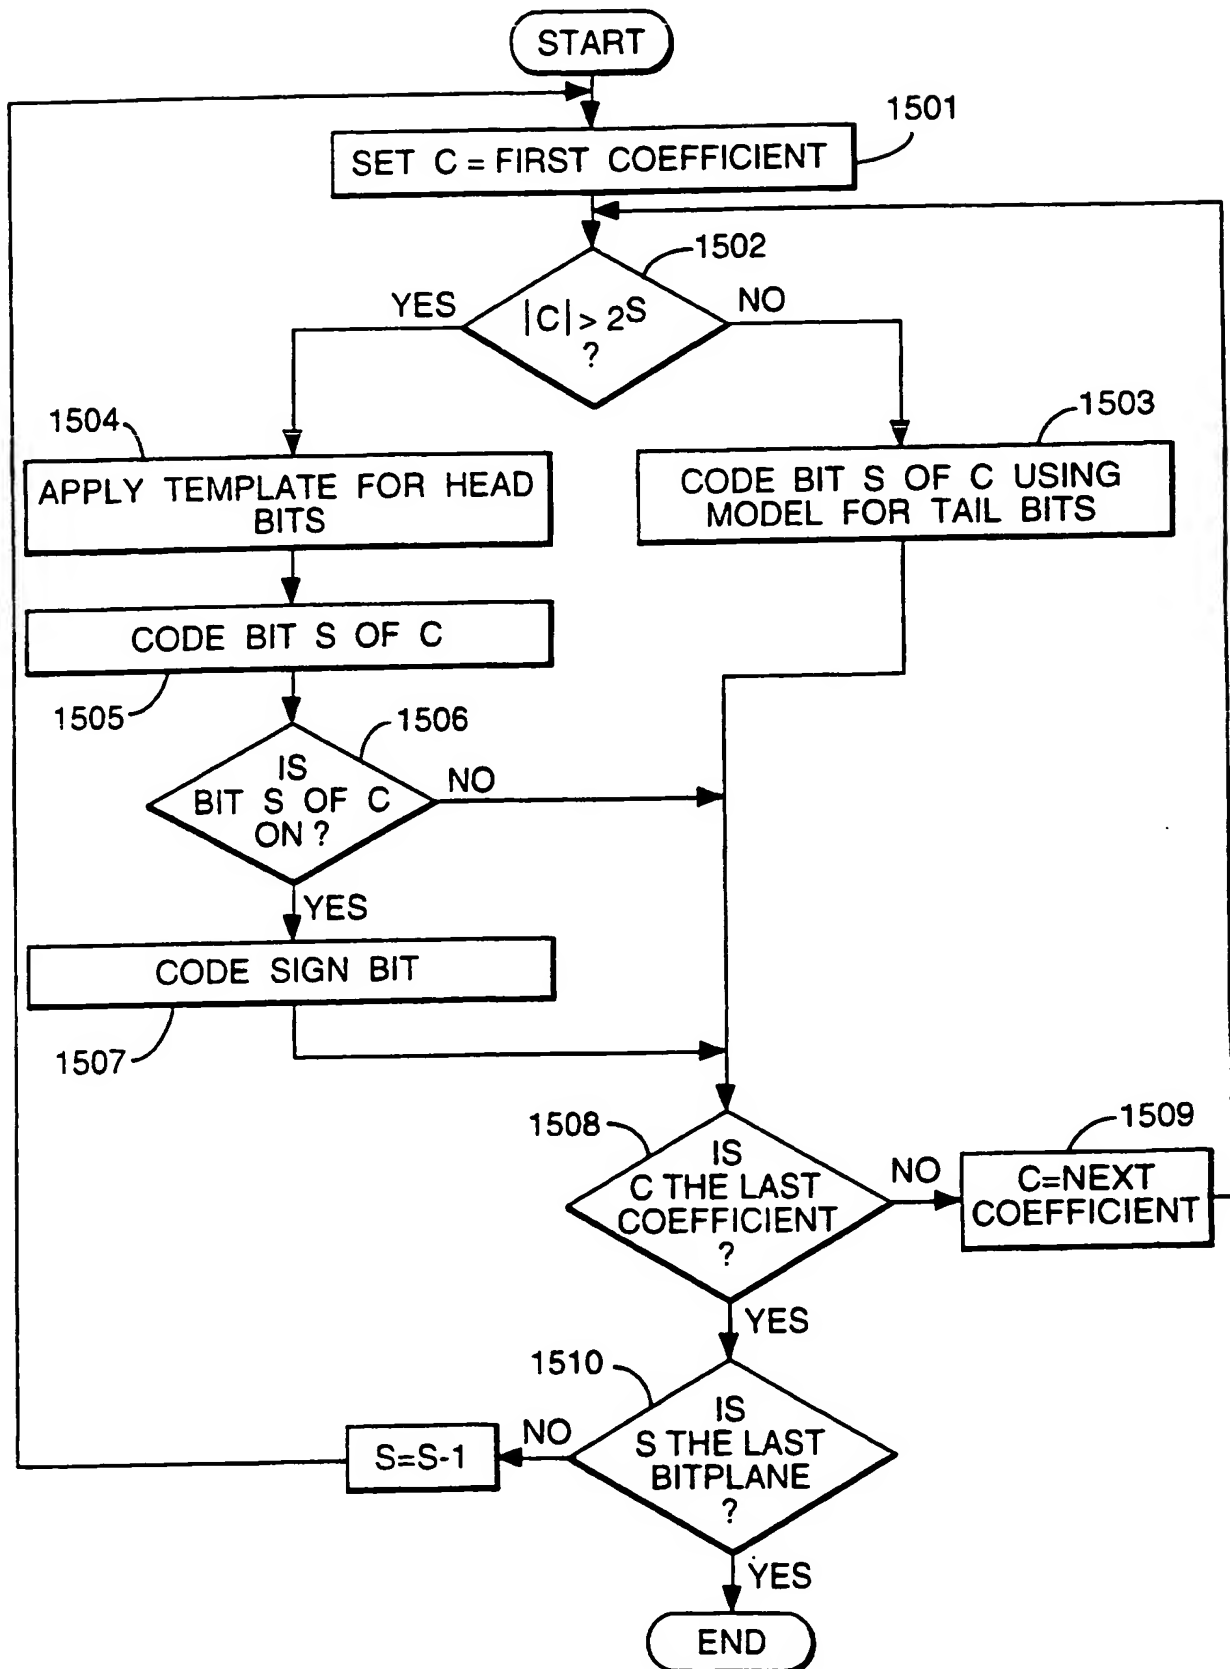 START
1501
SET C = FIRST COEFFICIENT
1502
YES
|C| > 2^S
?
NO
1504
1503
APPLY TEMPLATE FOR HEAD
BITS
CODE BIT S OF C USING
MODEL FOR TAIL BITS
CODE BIT S OF C
1505
1506
IS
BIT S OF C
ON ?
NO
YES
CODE SIGN BIT
1507
1508
IS
C THE LAST
COEFFICIENT
?
NO
1509
C=NEXT
COEFFICIENT
YES
1510
IS
S THE LAST
BITPLANE
?
NO
S=S-1
YES
END